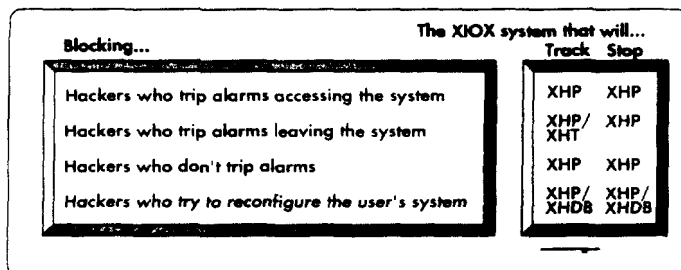 The XIOX system that will...
Blocking... Track Stop
Hackers who trip alarms accessing the system XHP XHP
Hackers who trip alarms leaving the system XHP/ XHT XHP
Hackers who don't trip alarms XHP XHP
Hackers who try to reconfigure the user's system XHP/ XHDB XHP/ XHDB